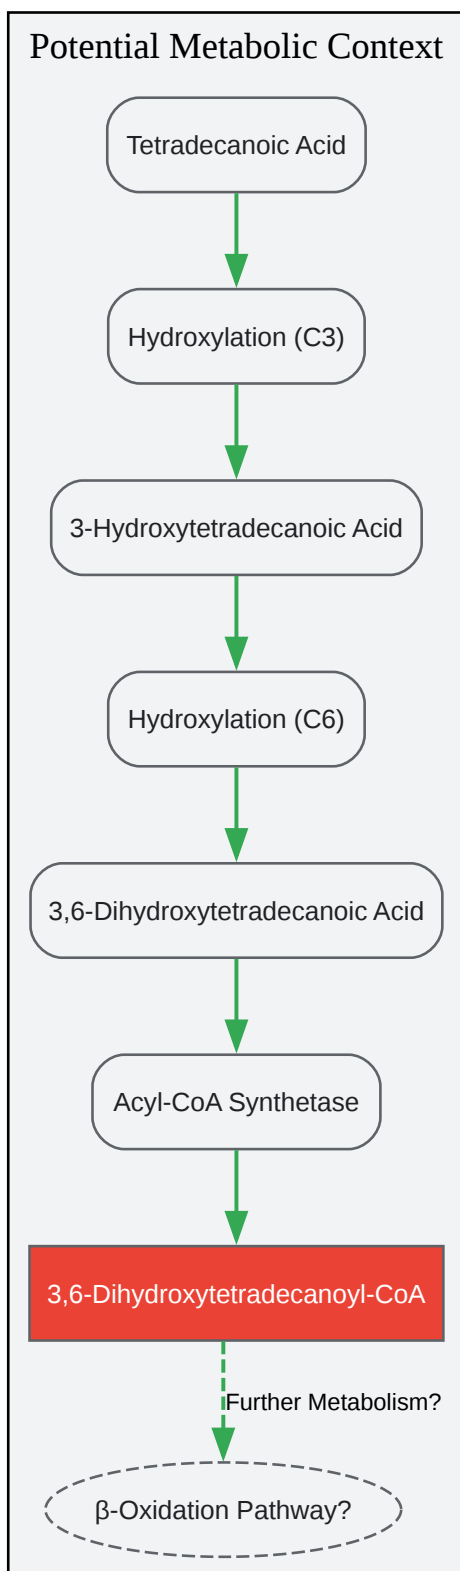 Potential Metabolic Context
Tetradecanoic Acid
Hydroxylation (C3)
3-Hydroxytetradecanoic Acid
Hydroxylation (C6)
3,6-Dihydroxytetradecanoic Acid
Acyl-CoA Synthetase
3,6-Dihydroxytetradecanoyl-CoA
Further Metabolism?
β-Oxidation Pathway?